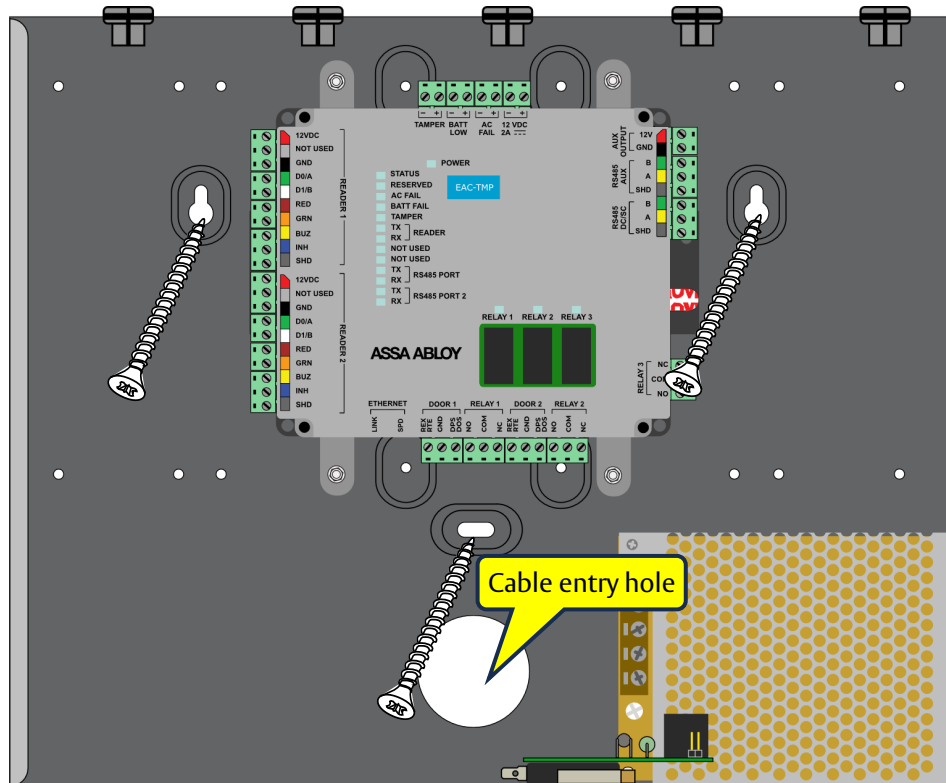 − + − + − + − +
TAMPER BATT LOW AC FAIL 12 VDC 2A
12VDC
NOT USED
GND
D0/A
D1/B
RED
GRN
BUZ
INH
SHD
READER 1
12VDC
NOT USED
GND
D0/A
D1/B
RED
GRN
BUZ
INH
SHD
READER 2
POWER
STATUS
RESERVED
AC FAIL
BATT FAIL
TAMPER
TX
RX
READER
NOT USED
NOT USED
TX
RX
RS485 PORT
TX
RX
RS485 PORT 2
EAC-TMP
AUX OUTPUT
12V
GND
RS485 AUX
B
A
SHD
RS485 DC/SC
B
A
SHD
RELAY 1 RELAY 2 RELAY 3
ASSA ABLOY
RELAY 3
NC
NO
ETHERNET
LINK
SPD
DOOR 1
REX RTE
GND
DPS DOS
RELAY 1
NO
COM
NC
DOOR 2
REX RTE
GND
DPS DOS
RELAY 2
NO
COM
NC
Cable entry hole